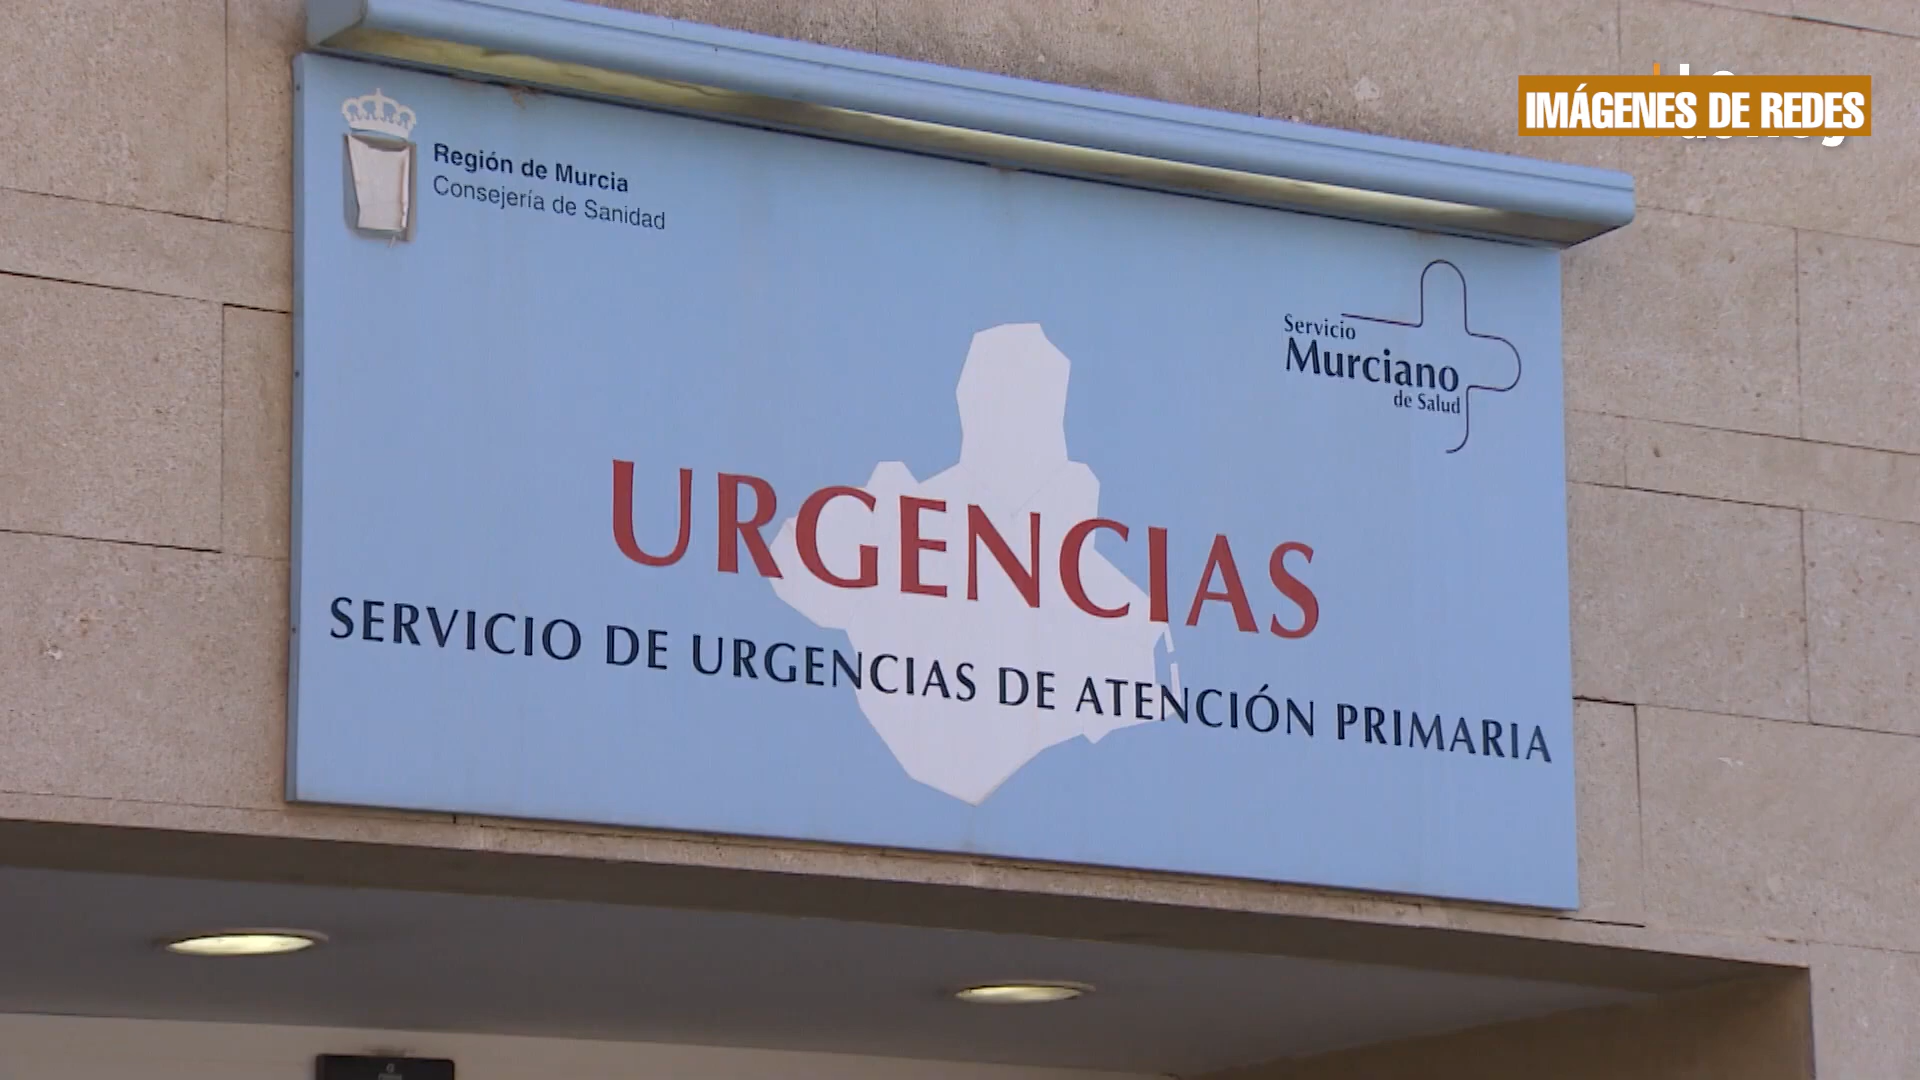 IMÁGENES DE REDES
Región de Murcia
Consejería de Sanidad
Servicio
Murciano
de Salud
URGENCIAS
SERVICIO DE URGENCIAS DE ATENCIÓN PRIMARIA